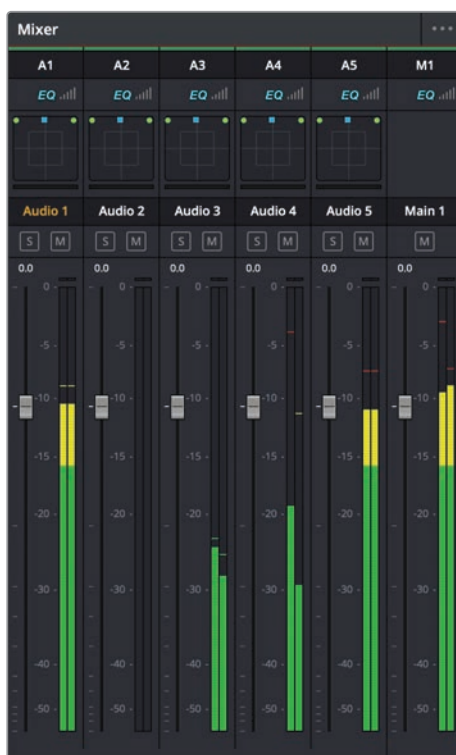 Mixer
A1 A2 A3 A4 A5 M1
EQ EQ EQ EQ EQ EQ
Audio 1 Audio 2 Audio 3 Audio 4 Audio 5 Main 1
S M S M S M S M S M M
0.0 0.0 0.0 0.0 0.0 0.0
0 0 0 0 0 0
-5 -5 -5 -5 -5 -5
-10 -10 -10 -10 -10 -10
-15 -15 -15 -15 -15 -15
-20 -20 -20 -20 -20 -20
-30 -30 -30 -30 -30 -30
-40 -40 -40 -40 -40 -40
-50 -50 -50 -50 -50 -50